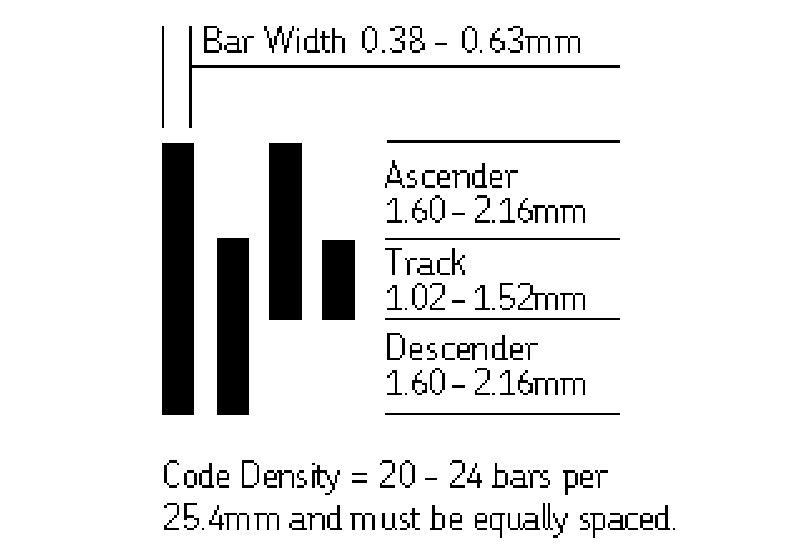 Bar Width 0.38 - 0.63mm
Ascender
1.60 - 2.16mm
Track
1.02 - 1.52mm
Descender
1.60 - 2.16mm
Code Density = 20 - 24 bars per
25.4mm and must be equally spaced.